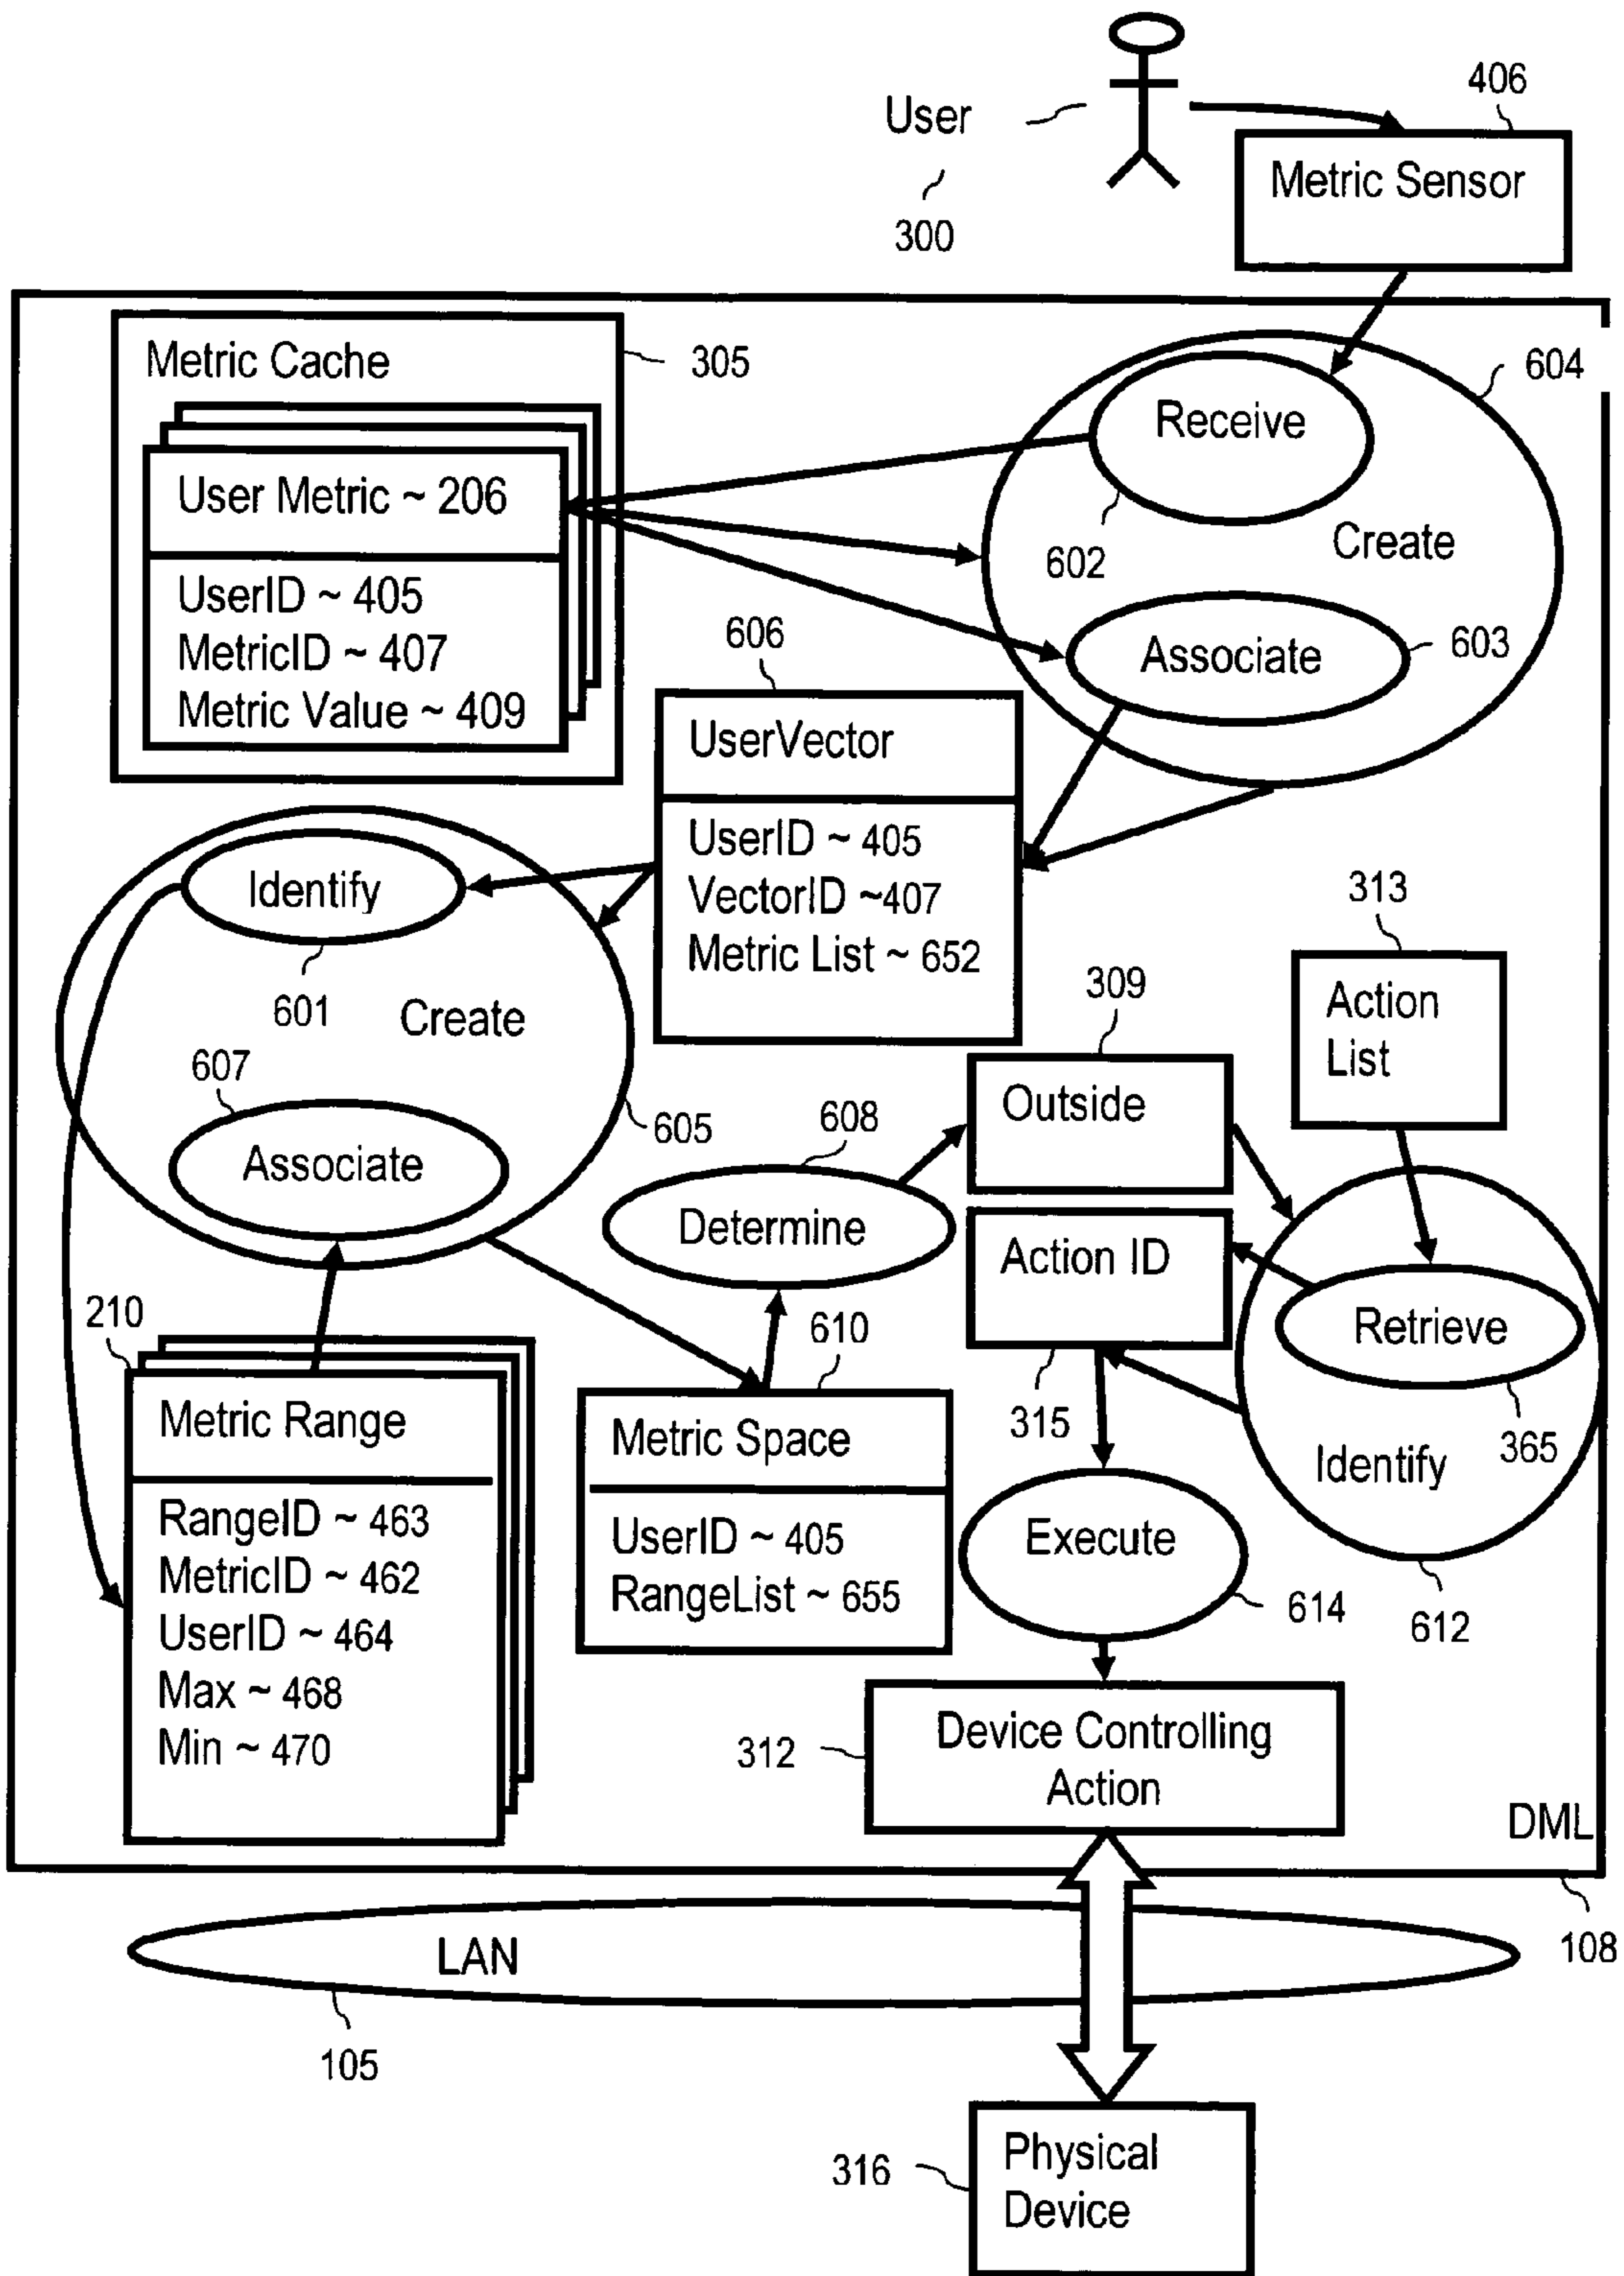 406
User
Metric Sensor
300
Metric Cache
305
604
Receive
User Metric ~ 206
602
Create
UserID ~ 405
MetricID ~ 407
Metric Value ~ 409
606
Associate
603
UserVector
UserID ~ 405
VectorID ~407
Metric List ~ 652
Identify
601
Create
313
Action
List
309
Outside
607
Associate
605
608
Determine
Action ID
Retrieve
210
610
315
365
Identify
Metric Range
RangeID ~ 463
MetricID ~ 462
UserID ~ 464
Max ~ 468
Min ~ 470
Metric Space
UserID ~ 405
RangeList ~ 655
Execute
614
612
312
Device Controlling
Action
DML
108
LAN
105
316
Physical
Device